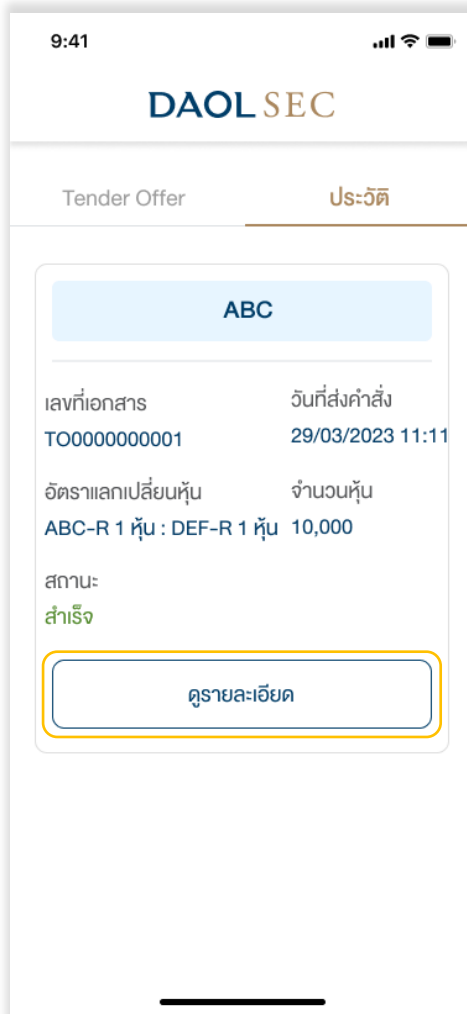 9:41
DAOL SEC
Tender Offer ประวัติ
ABC
เลขที่เอกสาร วันที่ส่งคำสั่ง
TO0000000001 29/03/2023 11:11
อัตราแลกเปลี่ยนหุ้น จำนวนหุ้น
ABC-R 1 หุ้น : DEF-R 1 หุ้น 10,000
สถานะ
สำเร็จ
ดูรายละเอียด